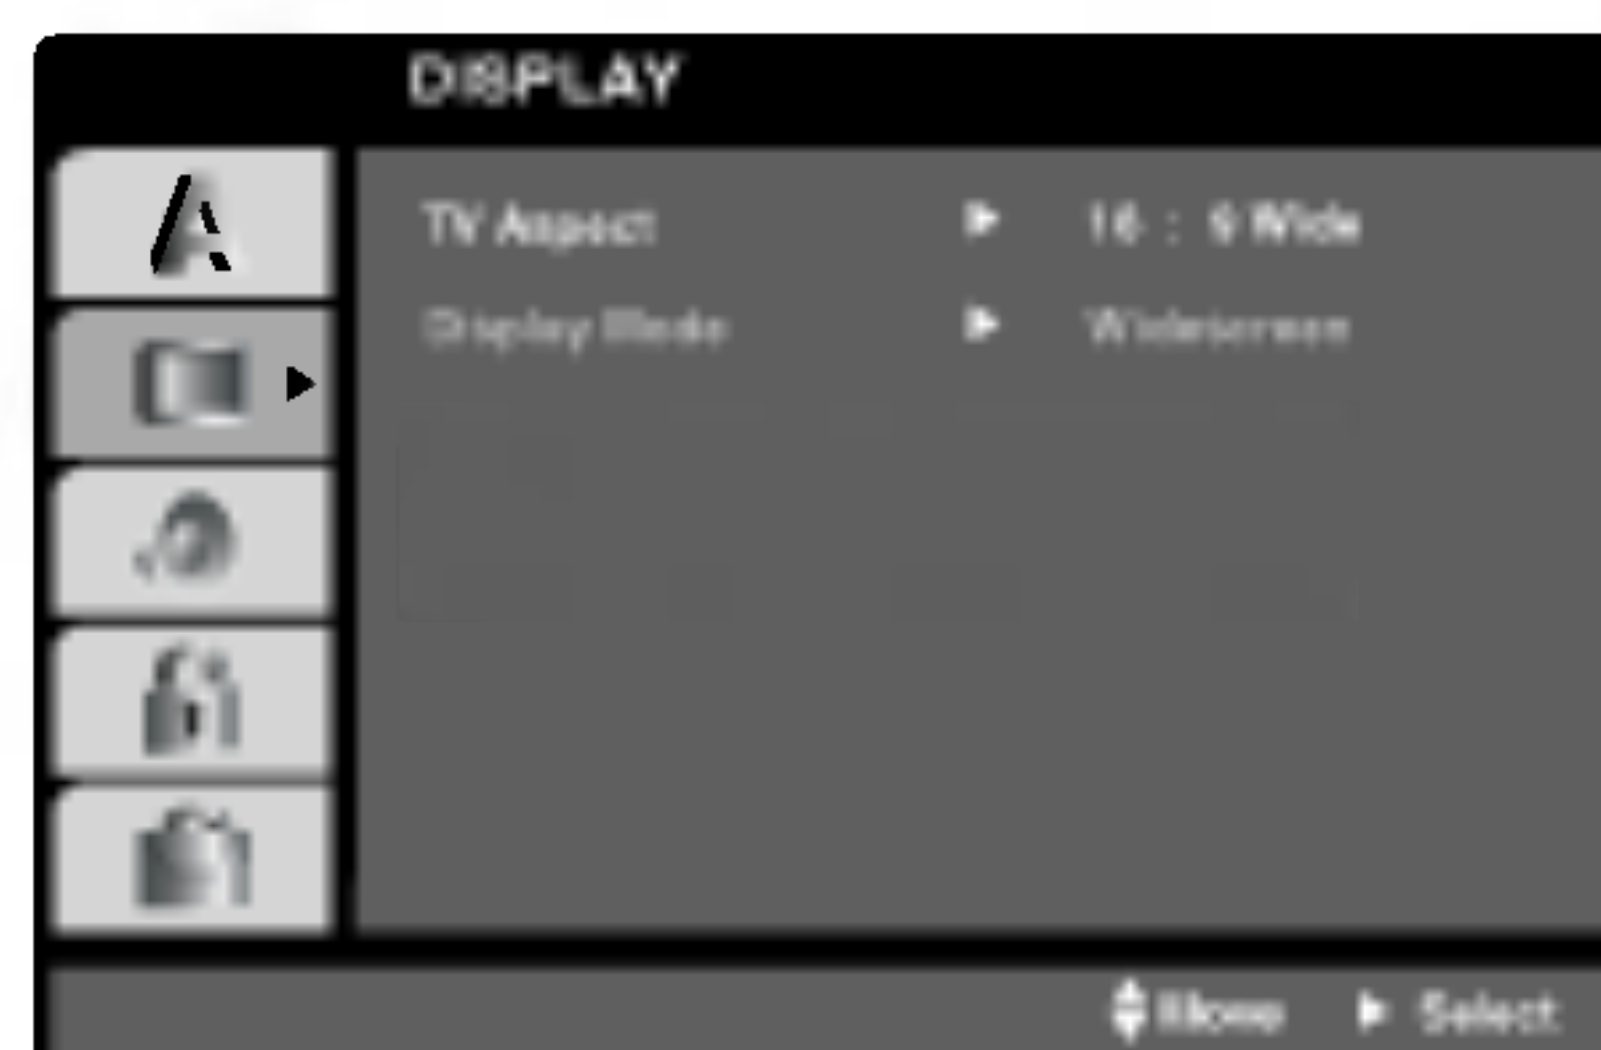 DISPLAY
A
TV Aspect ▶ 16 : 9 Wide
Display Mode ▶ Widescreen
Move ▶ Select